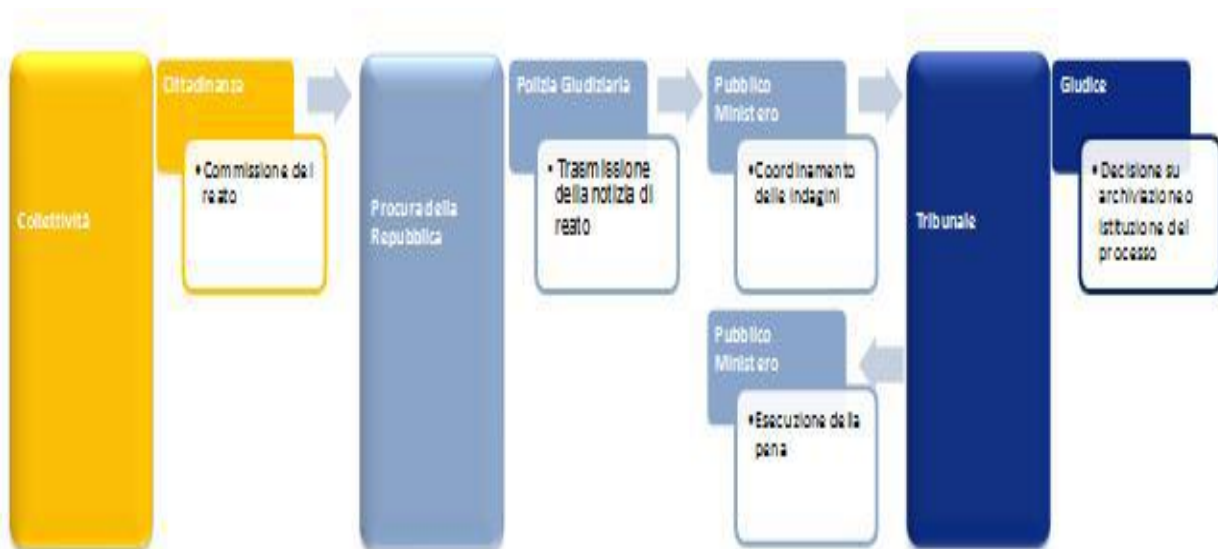 Collettività
Cittadinanza
•Commissione del
reato
Procura della
Repubblica
Polizia Giudiziaria
• Trasmissione
della notizia di
reato
Pubblico
Ministero
•Coordinamento
delle indagini
Tribunale
Giudice
•Decisione su
archiviazione o
istituzione del
processo
Pubblico
Ministero
•Esecuzione della
pena